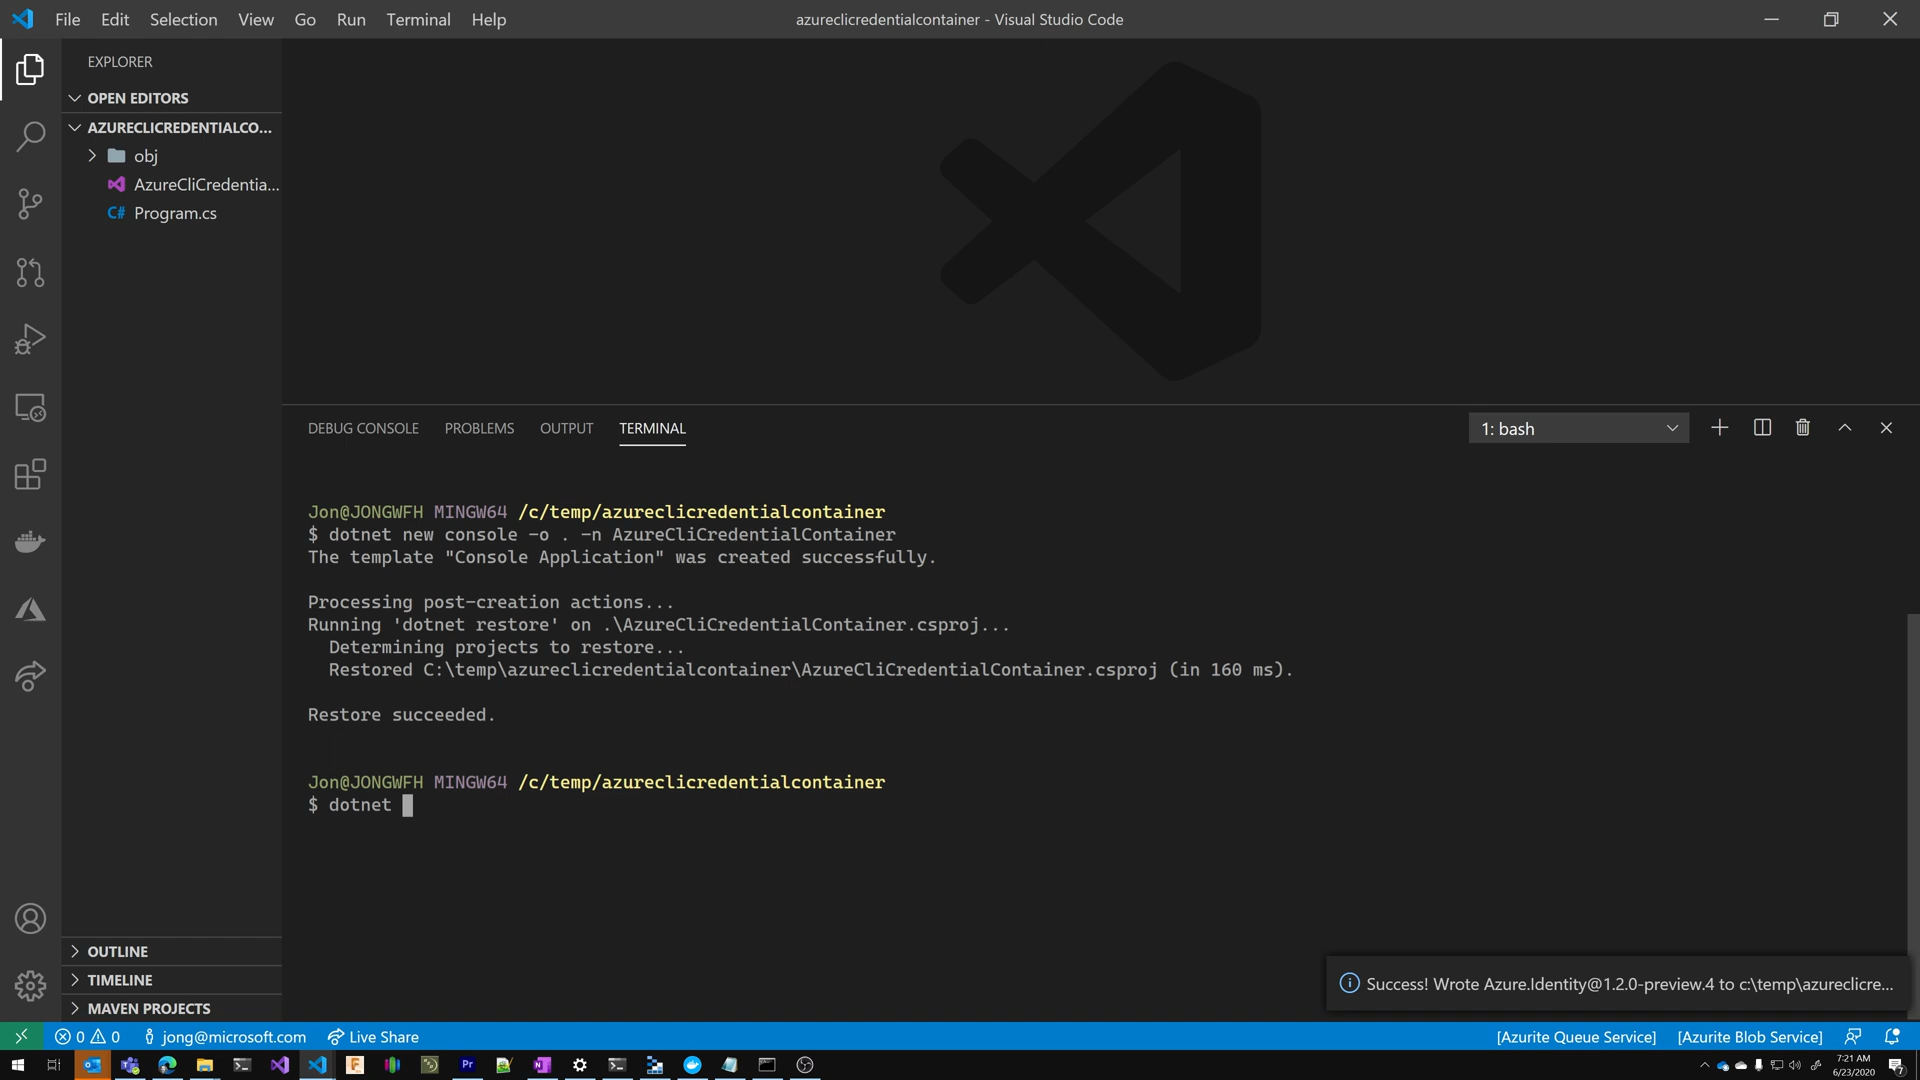 File Edit Selection View Go Run Terminal Help
azureclicredentialcontainer - Visual Studio Code
EXPLORER
OPEN EDITORS
AZURECLICREDENTIALCO...
obj
AzureCliCredentia...
C# Program.cs
DEBUG CONSOLE PROBLEMS OUTPUT TERMINAL
1: bash
Jon@JONGWFH MINGW64 /c/temp/azureclicredentialcontainer
$ dotnet new console -o . -n AzureCliCredentialContainer
The template "Console Application" was created successfully.
Processing post-creation actions...
Running 'dotnet restore' on .\AzureCliCredentialContainer.csproj...
Determining projects to restore...
Restored C:\temp\azureclicredentialcontainer\AzureCliCredentialContainer.csproj (in 160 ms).
Restore succeeded.
Jon@JONGWFH MINGW64 /c/temp/azureclicredentialcontainer
$ dotnet
OUTLINE
TIMELINE
MAVEN PROJECTS
Success! Wrote Azure.Identity@1.2.0-preview.4 to c:\temp\azureclicre...
0 0 jong@microsoft.com Live Share
[Azurite Queue Service] [Azurite Blob Service]
Pr
7:21 AM
6/23/2020
7